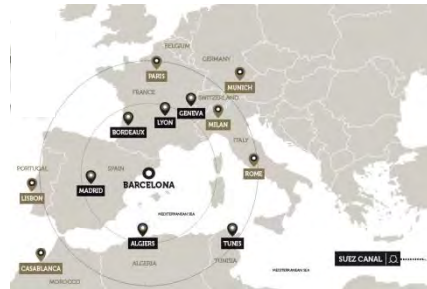 BELGIUM
GERMANY
PARIS
MUNICH
FRANCE
SWITZERLAND
GENEVA
LYON
MILAN
BORDEAUX
ITALY
PORTUGAL
SPAIN
ROME
MADRID
BARCELONA
LISBON
MEDITERRANEAN SEA
ALGIERS
TUNIS
SUEZ CANAL
CASABLANCA
ALGERIA
TUNISIA
MEDITERRANEAN SEA
MOROCCO